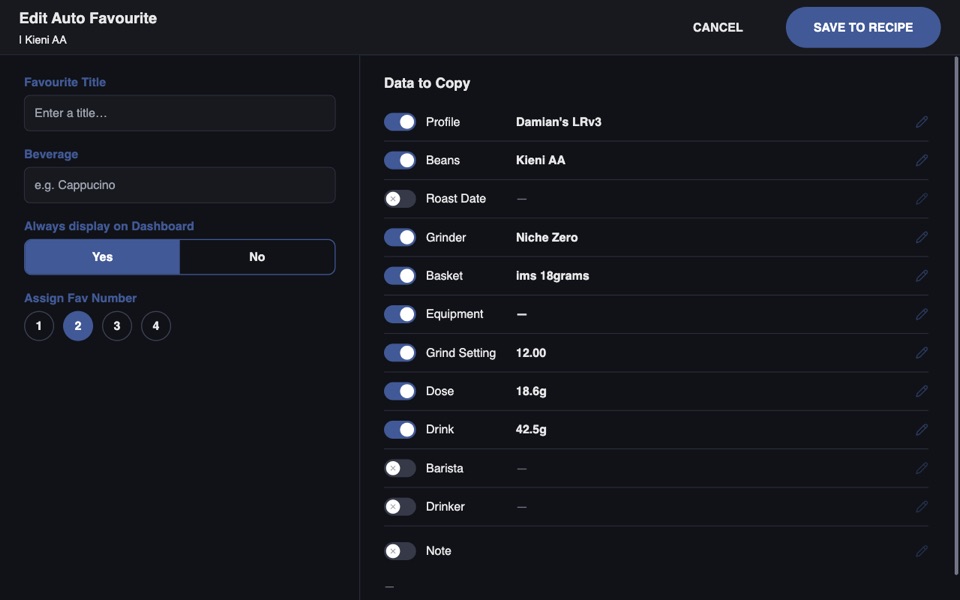 Edit Auto Favourite
| Kieni AA
CANCEL
SAVE TO RECIPE
Favourite Title
Enter a title...
Beverage
e.g. Cappucino
Always display on Dashboard
Yes
No
Assign Fav Number
1
2
3
4
Data to Copy
Profile Damian's LRv3
Beans Kieni AA
Roast Date —
Grinder Niche Zero
Basket ims 18grams
Equipment —
Grind Setting 12.00
Dose 18.6g
Drink 42.5g
Barista —
Drinker —
Note
—